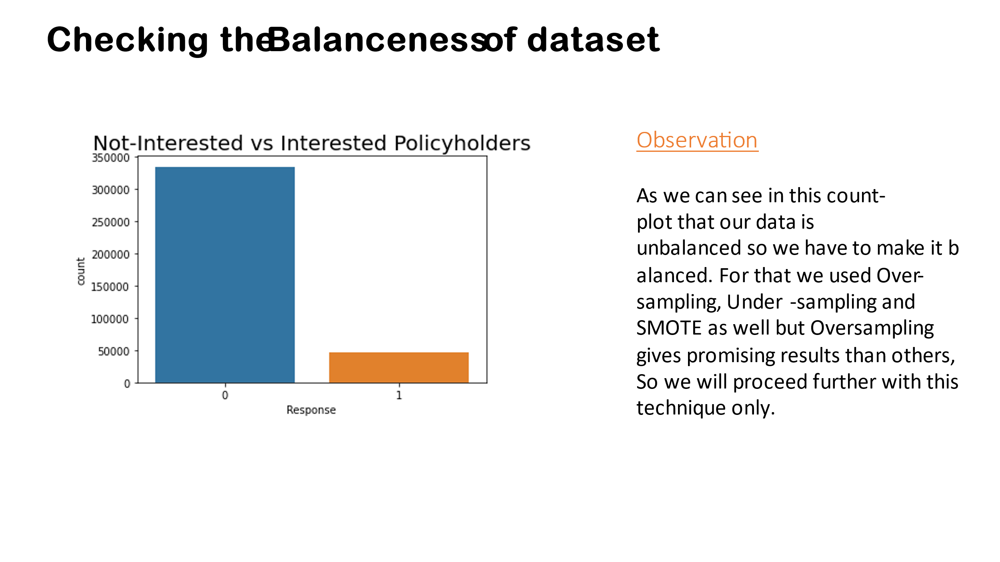 Checking the Balanceness of dataset
Not-Interested vs Interested Policyholders
350000
300000
250000
200000
150000
100000
50000
0
count
0
1
Response
Observation
As we can see in this count-
plot that our data is
unbalanced so we have to make it b
alanced. For that we used Over-
sampling, Under -sampling and
SMOTE as well but Oversampling
gives promising results than others,
So we will proceed further with this
technique only.